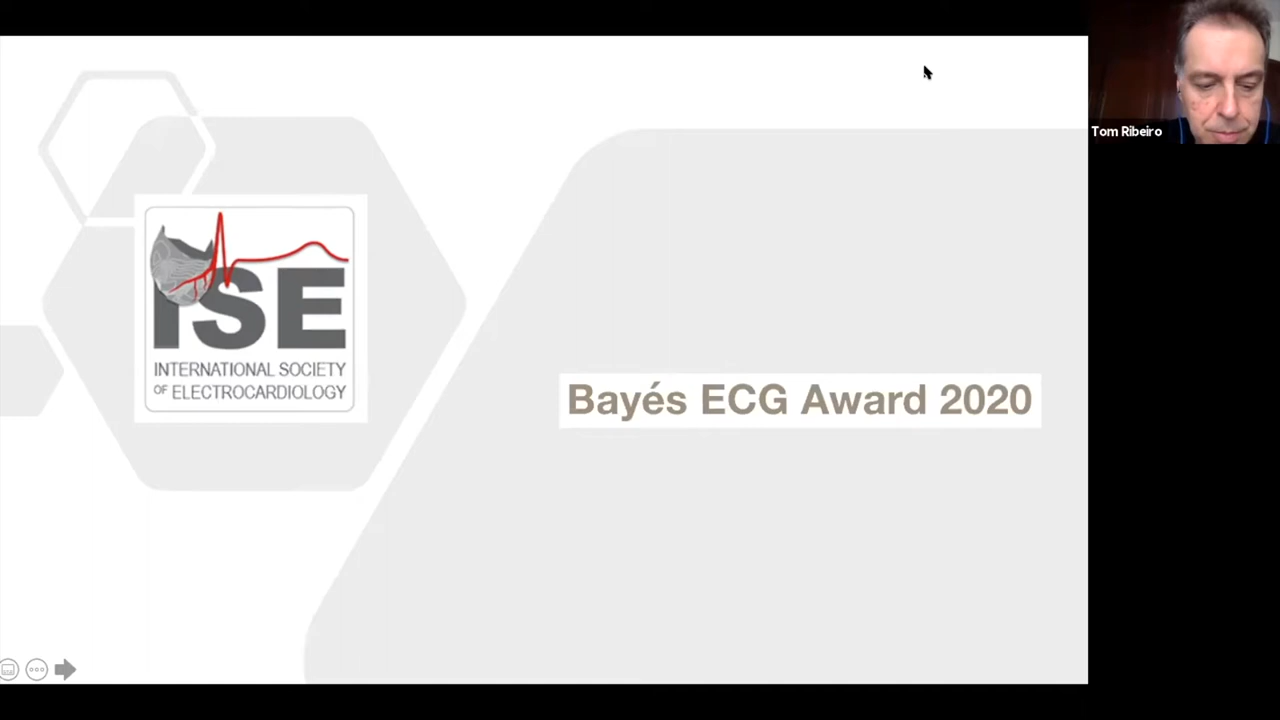 ISE
INTERNATIONAL SOCIETY
OF ELECTROCARDIOLOGY
Bayés ECG Award 2020
Tom Ribeiro